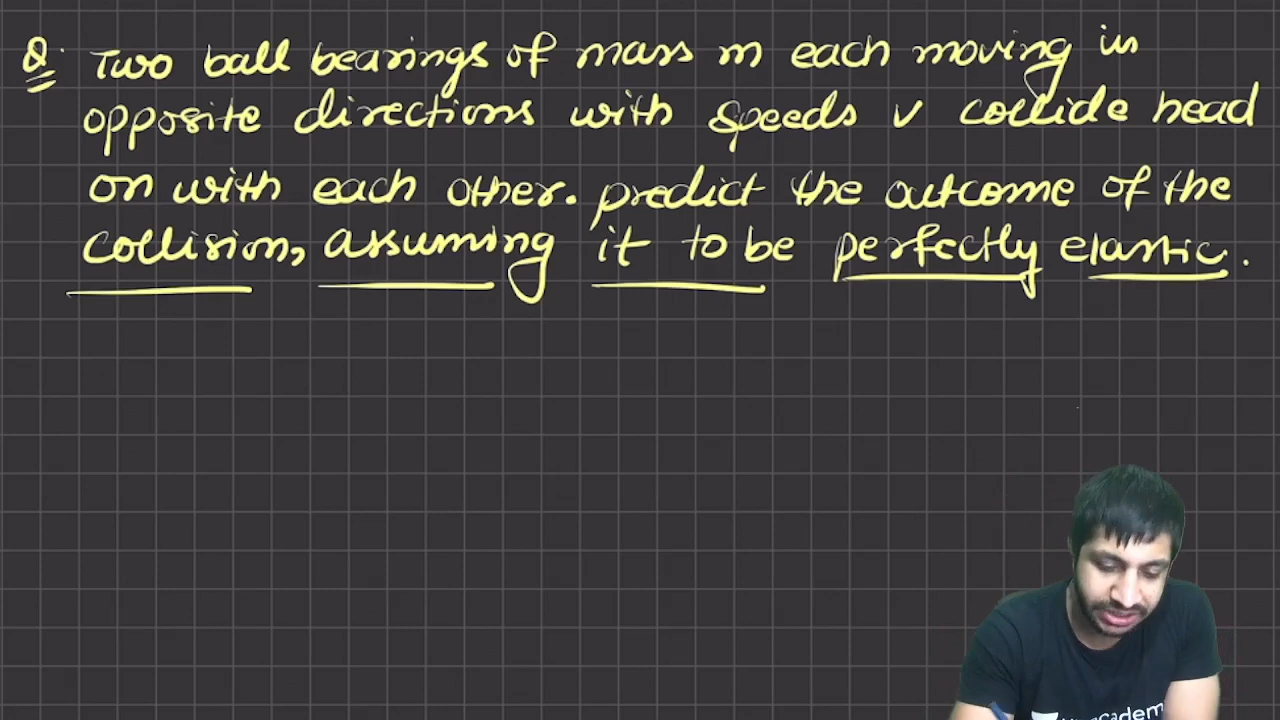 Q. Two ball bearings of mass m each moving in
opposite directions with speeds v collide head
on with each other. predict the outcome of the
collision, assuming it to be perfectly elastic.